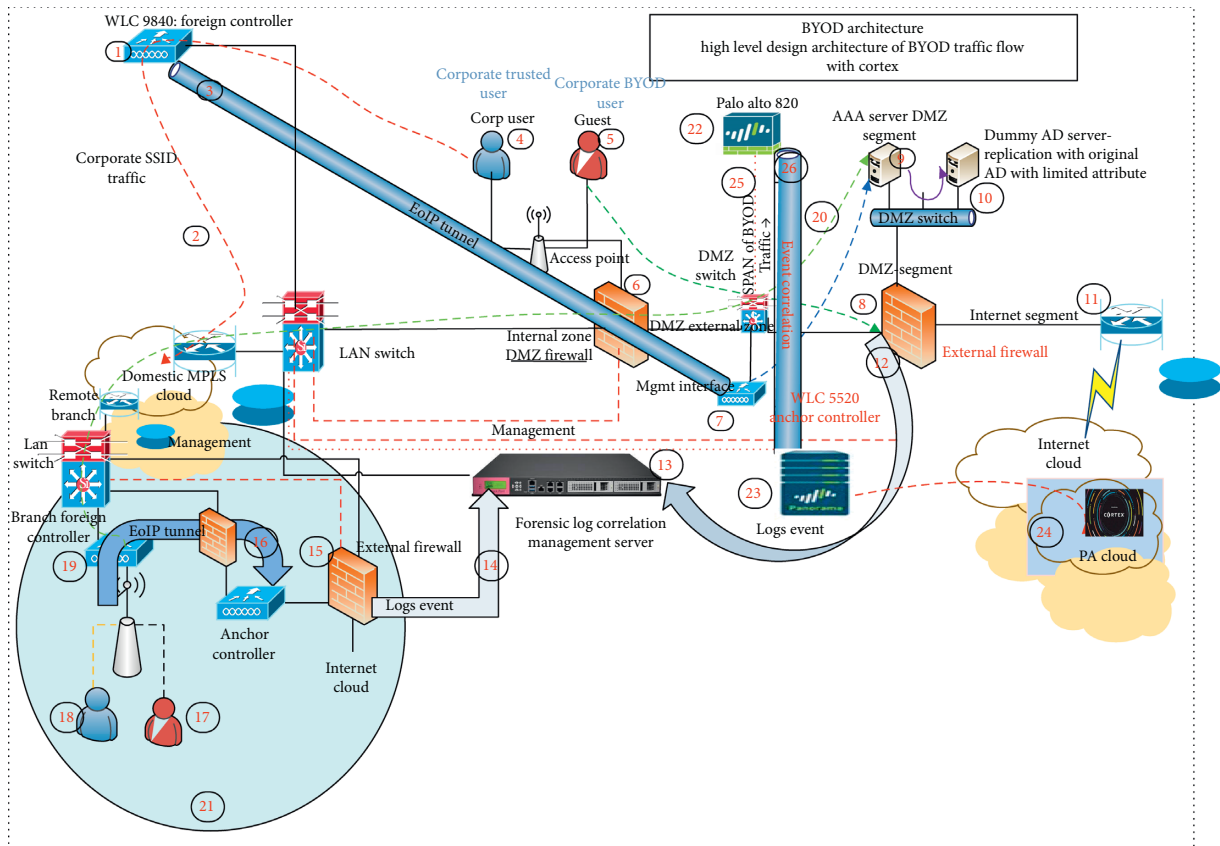 WLC 9840: foreign controller
1
BYOD architecture
high level design architecture of BYOD traffic flow
with cortex
3
Corporate trusted
user
Corp user
4
Corporate BYOD
user
Guest
5
Palo alto 820
22
AAA server DMZ
segment
9
Dummy AD server-
replication with original
AD with limited attribute
10
DMZ switch
Corporate SSID
traffic
2
EoIP tunnel
Access point
25
26
20
SPAN of BYOD
Traffic →
Event correlation
DMZ
switch
DMZ-segment
6
8
11
Internal zone
DMZ firewall
DMZ external zone
Internet segment
External firewall
12
LAN switch
Domestic MPLS
cloud
Mgmt interface
7
WLC 5520
anchor controller
Remote
branch
Management
Management
Lan
switch
Si
Si
Internet
cloud
13
23
Panorama
Logs event
Forensic log correlation
management server
24
CORTEX
PA cloud
Branch foreign
controller
EoIP tunnel
16
15
External firewall
19
14
Logs event
Anchor
controller
Internet
cloud
18
17
21